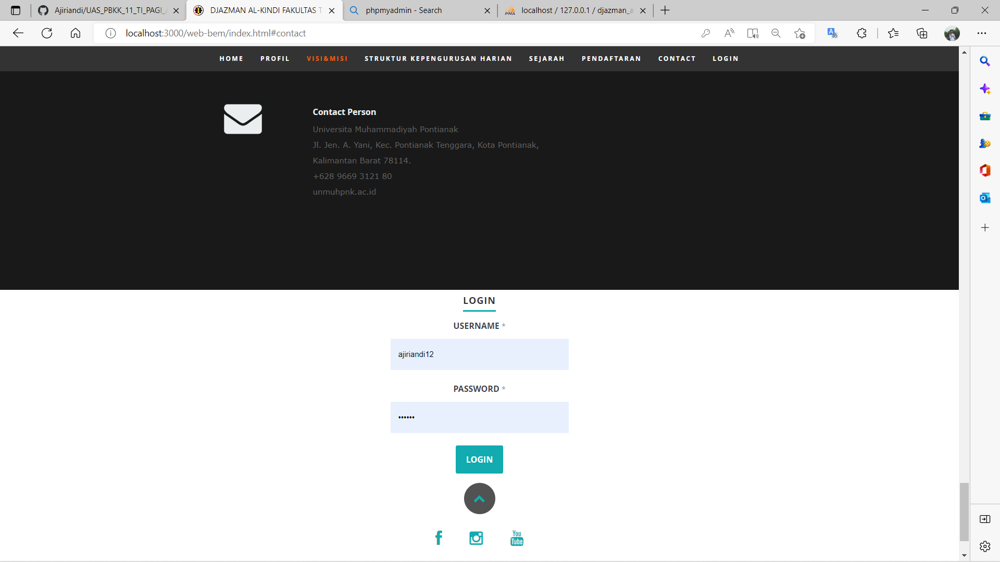 Ajiriandi/UAS_PBKK_11_TI_PAGI_
DJAZMAN AL-KINDI FAKULTAS T
phpmyadmin - Search
localhost / 127.0.0.1 / djazman_a
localhost:3000/web-bem/index.html#contact
HOME PROFIL VISI&MISI STRUKTUR KEPENGURUSAN HARIAN SEJARAH PENDAFTARAN CONTACT LOGIN
Contact Person
Universita Muhammadiyah Pontianak
Jl. Jen. A. Yani, Kec. Pontianak Tenggara, Kota Pontianak,
Kalimantan Barat 78114.
+628 9669 3121 80
unmuhpnk.ac.id
LOGIN
USERNAME *
ajiriandi12
PASSWORD *
••••••
LOGIN
You
Tube